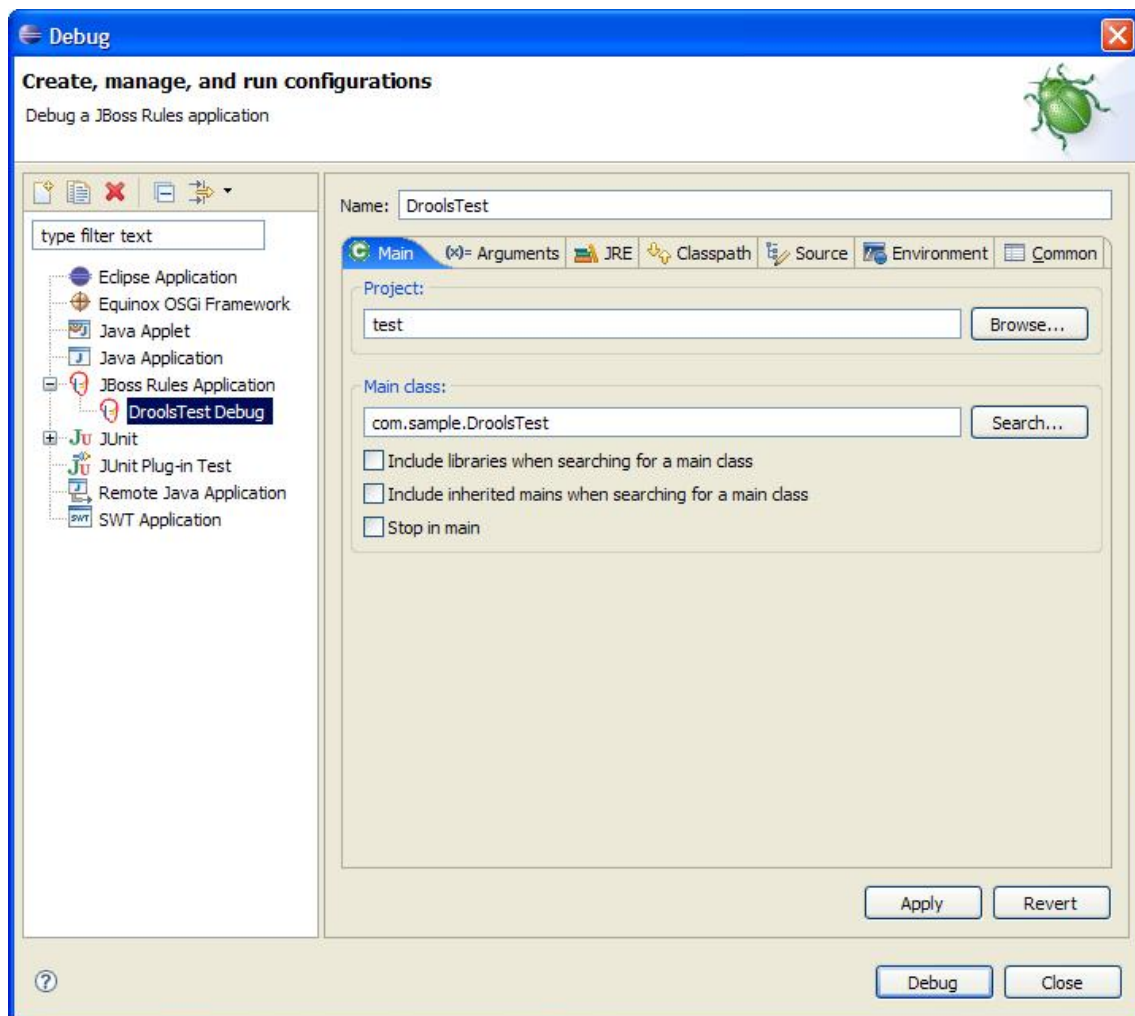 Debug
Create, manage, and run configurations
Debug a JBoss Rules application
type filter text
Eclipse Application
Equinox OSGi Framework
Java Applet
Java Application
JBoss Rules Application
DroolsTest Debug
JU JUnit
JUnit Plug-in Test
Remote Java Application
SWT SWT Application
Name: DroolsTest
Main (x)= Arguments JRE Classpath Source Environment Common
Project:
test Browse...
Main class:
com.sample.DroolsTest Search...
Include libraries when searching for a main class
Include inherited mains when searching for a main class
Stop in main
Apply Revert
? Debug Close